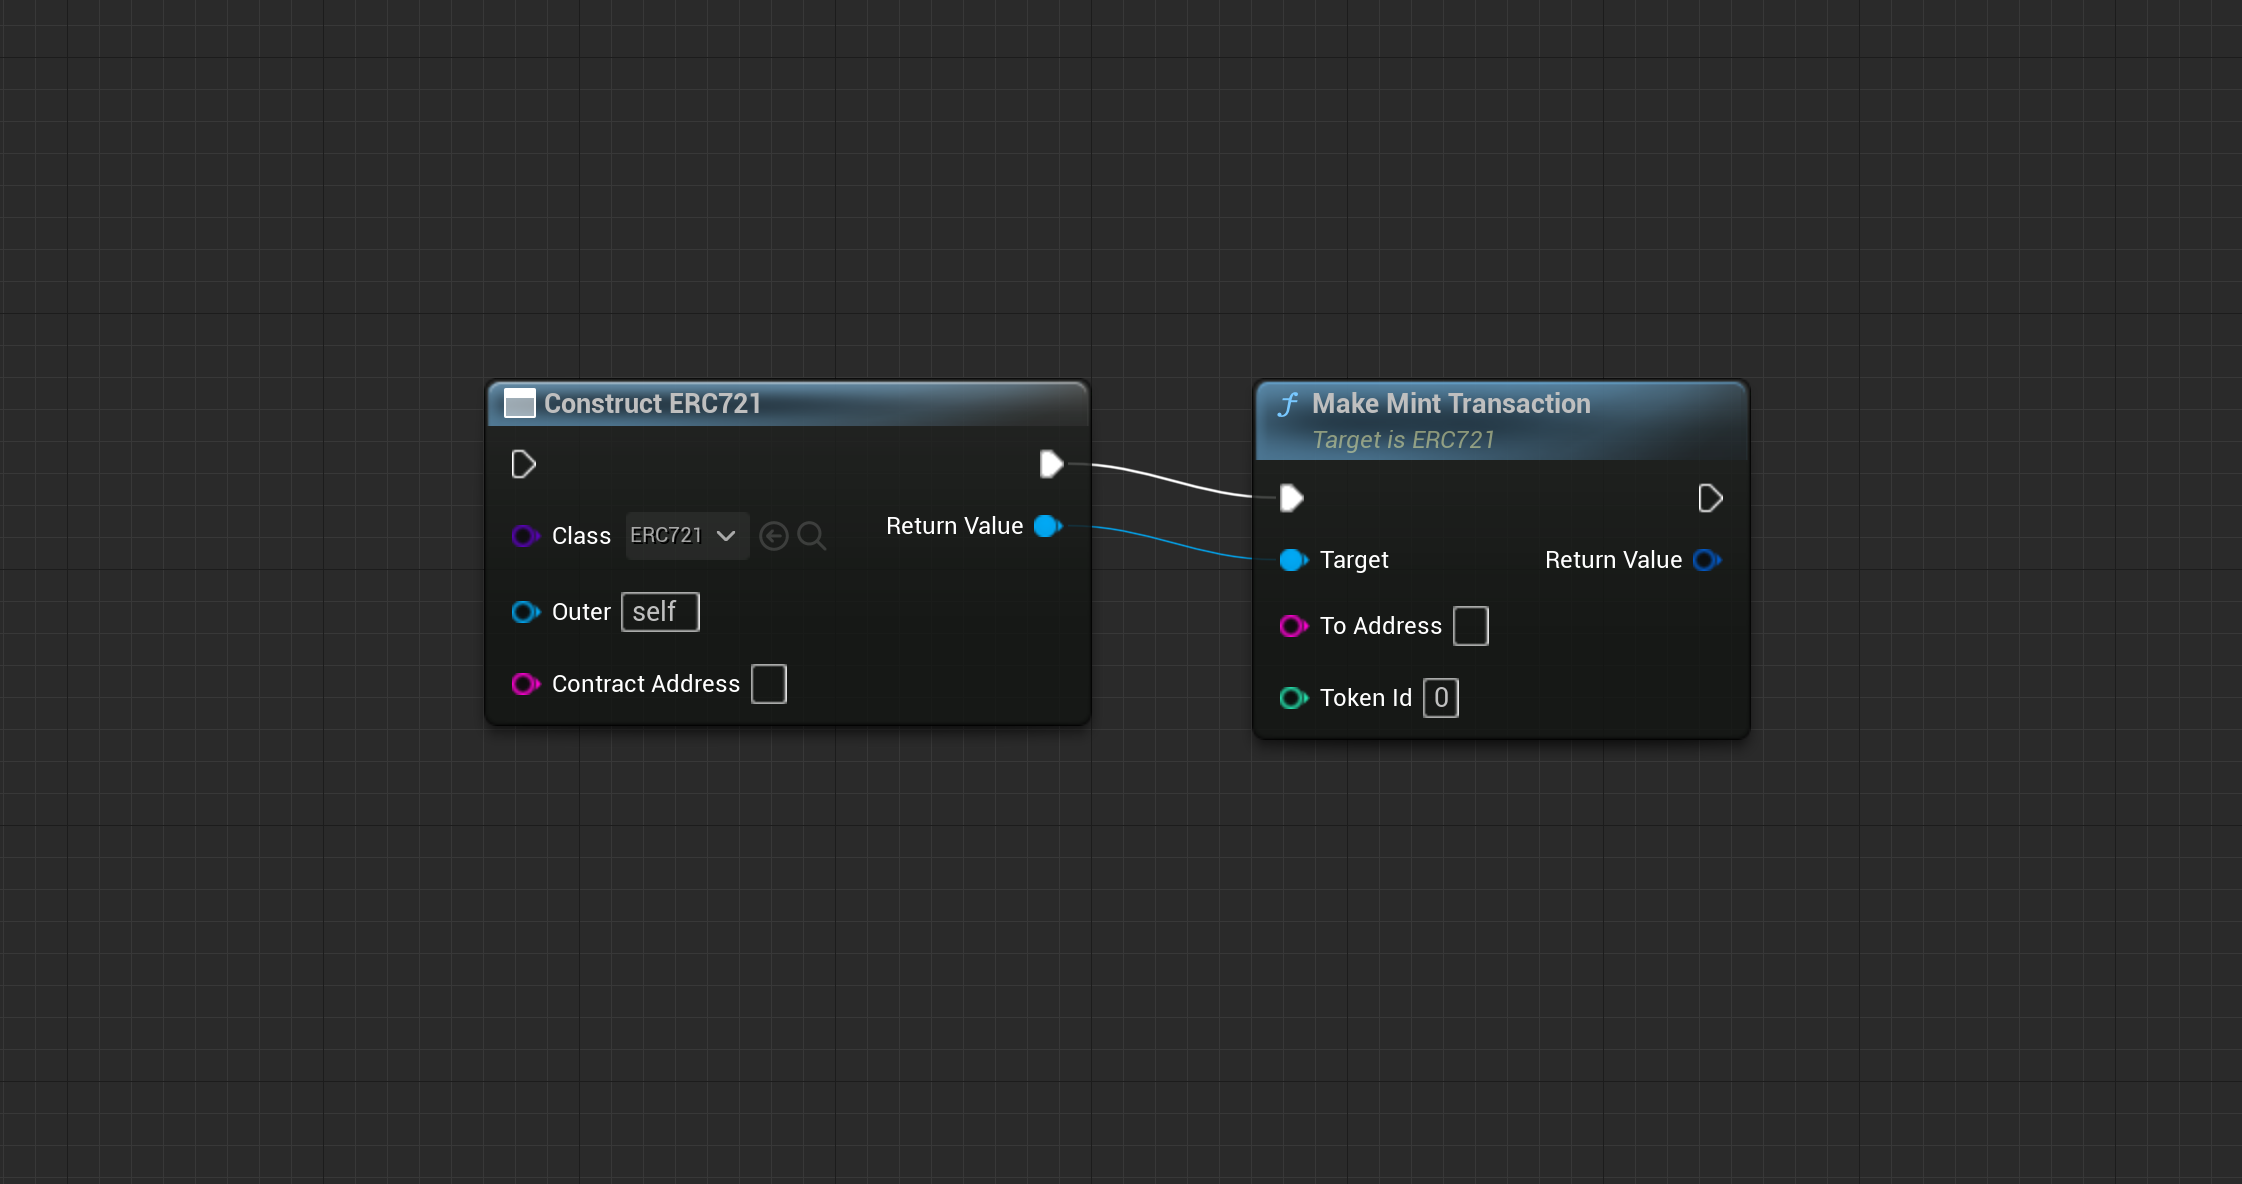 Construct ERC721
Class ERC721
Return Value
Outer self
Contract Address
Make Mint Transaction
Target is ERC721
Target
Return Value
To Address
Token Id 0